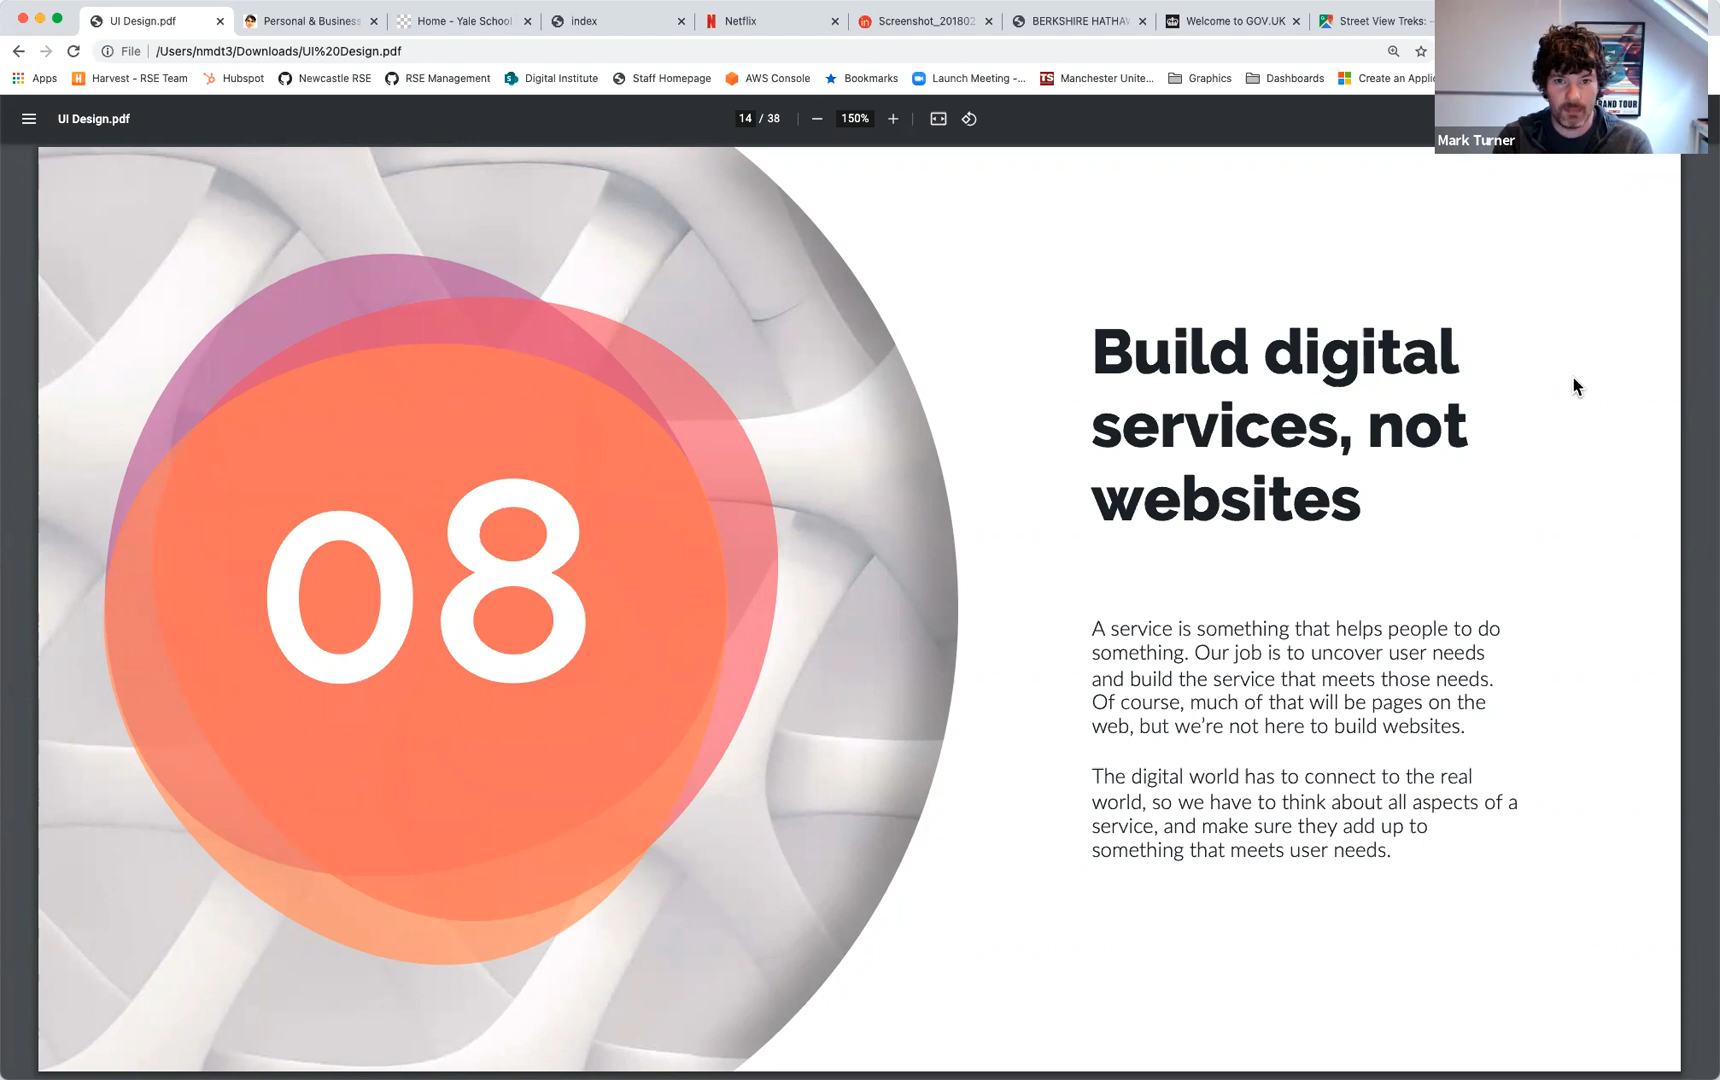 UI Design.pdf
Personal & Business
Home - Yale School
index
Netflix
Screenshot_201802
BERKSHIRE HATHAW
Welcome to GOV.UK
Street View Treks:
File /Users/nmdt3/Downloads/UI%20Design.pdf
Apps
Harvest - RSE Team
Hubspot
Newcastle RSE
RSE Management
Digital Institute
Staff Homepage
AWS Console
Bookmarks
Launch Meeting -...
Manchester Unite...
Graphics
Dashboards
Create an Applic
UI Design.pdf
14 / 38
150%
RAND TOUR
Mark Turner
08
Build digital
services, not
websites
A service is something that helps people to do
something. Our job is to uncover user needs
and build the service that meets those needs.
Of course, much of that will be pages on the
web, but we’re not here to build websites.
The digital world has to connect to the real
world, so we have to think about all aspects of a
service, and make sure they add up to
something that meets user needs.